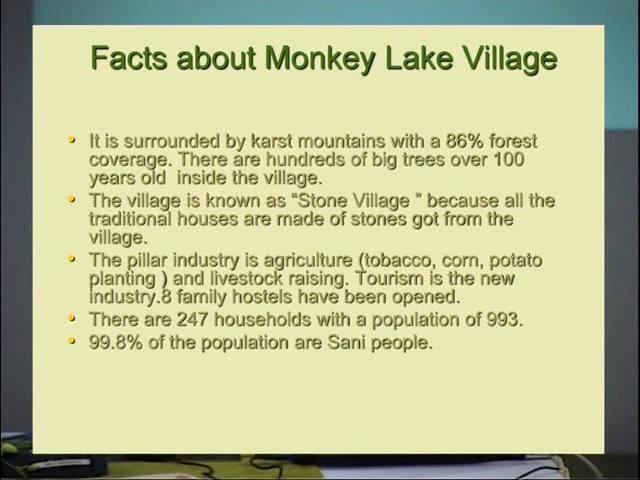 Facts about Monkey Lake Village
• It is surrounded by karst mountains with a 86% forest
coverage. There are hundreds of big trees over 100
years old  inside the village.
• The village is known as “Stone Village ” because all the
traditional houses are made of stones got from the
village.
• The pillar industry is agriculture (tobacco, corn, potato
planting ) and livestock raising. Tourism is the new
industry.8 family hostels have been opened.
• There are 247 households with a population of 993.
• 99.8% of the population are Sani people.